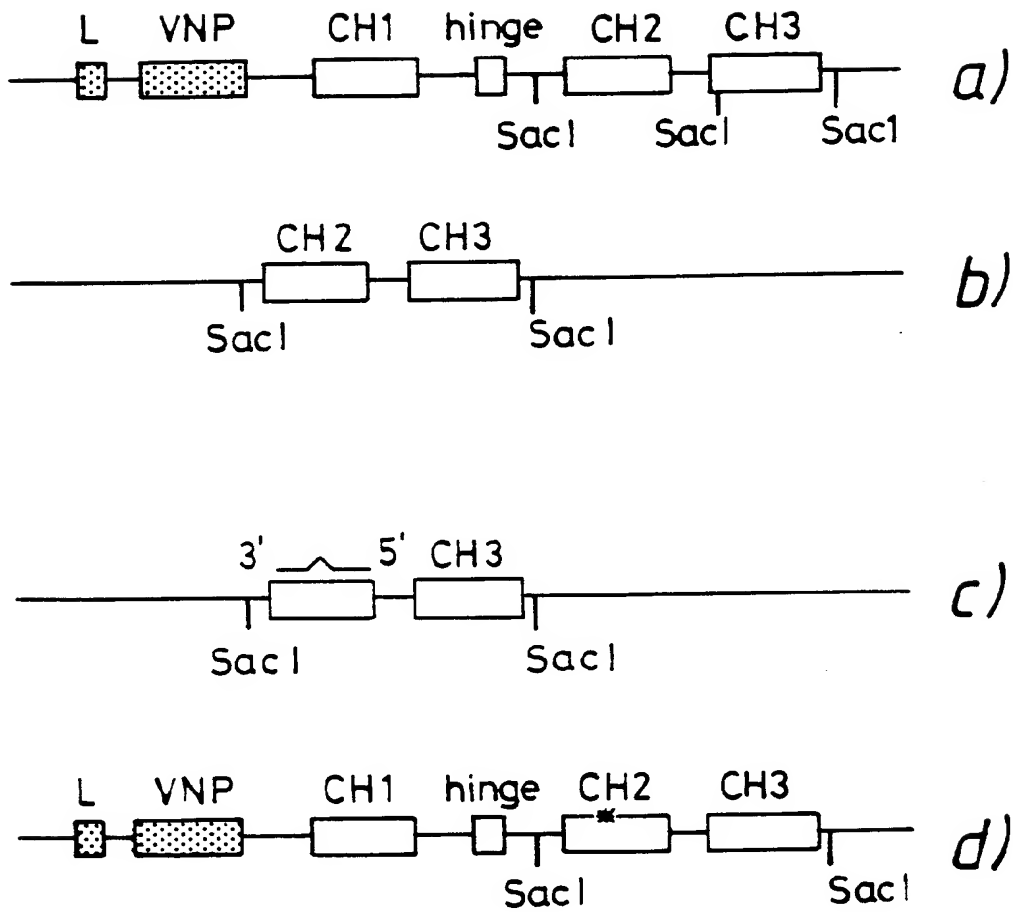 L VNP CH1 hinge CH2 CH3
a)
SacI SacI Sac1
CH2 CH3
b)
SacI SacI
3' 5' CH3
c)
SacI SacI
L VNP CH1 hinge CH2 CH3
*
d)
SacI SacI